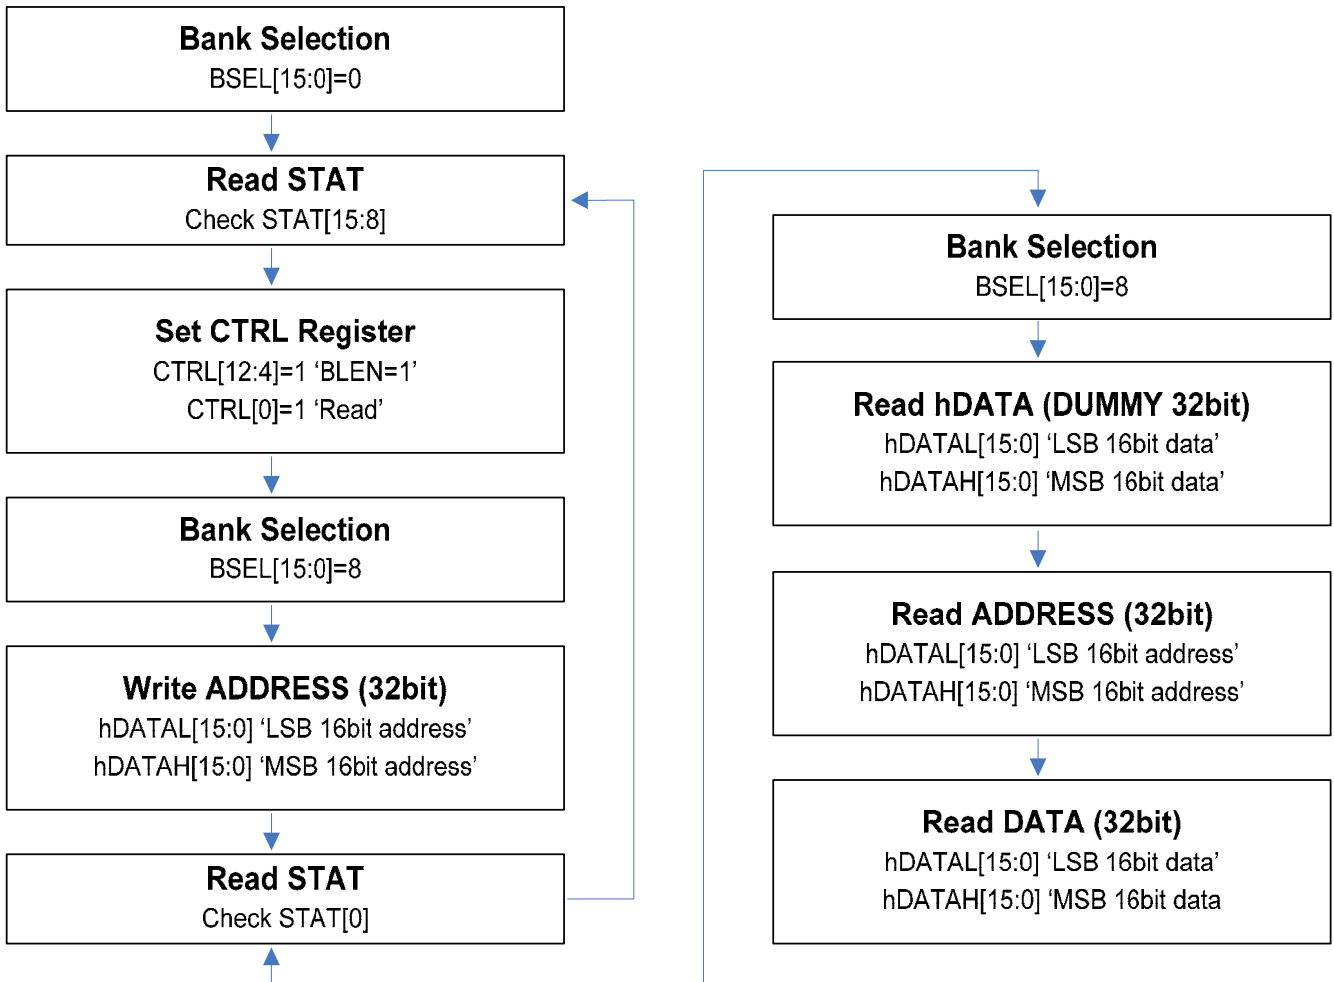 Bank Selection
BSEL[15:0]=0
Read STAT
Check STAT[15:8]
Set CTRL Register
CTRL[12:4]=1 ‘BLEN=1’
CTRL[0]=1 ‘Read’
Bank Selection
BSEL[15:0]=8
Write ADDRESS (32bit)
hDATAL[15:0] ‘LSB 16bit address’
hDATAH[15:0] ‘MSB 16bit address’
Read STAT
Check STAT[0]
Bank Selection
BSEL[15:0]=8
Read hDATA (DUMMY 32bit)
hDATAL[15:0] ‘LSB 16bit data’
hDATAH[15:0] ‘MSB 16bit data’
Read ADDRESS (32bit)
hDATAL[15:0] ‘LSB 16bit address’
hDATAH[15:0] ‘MSB 16bit address’
Read DATA (32bit)
hDATAL[15:0] ‘LSB 16bit data’
hDATAH[15:0] ‘MSB 16bit data